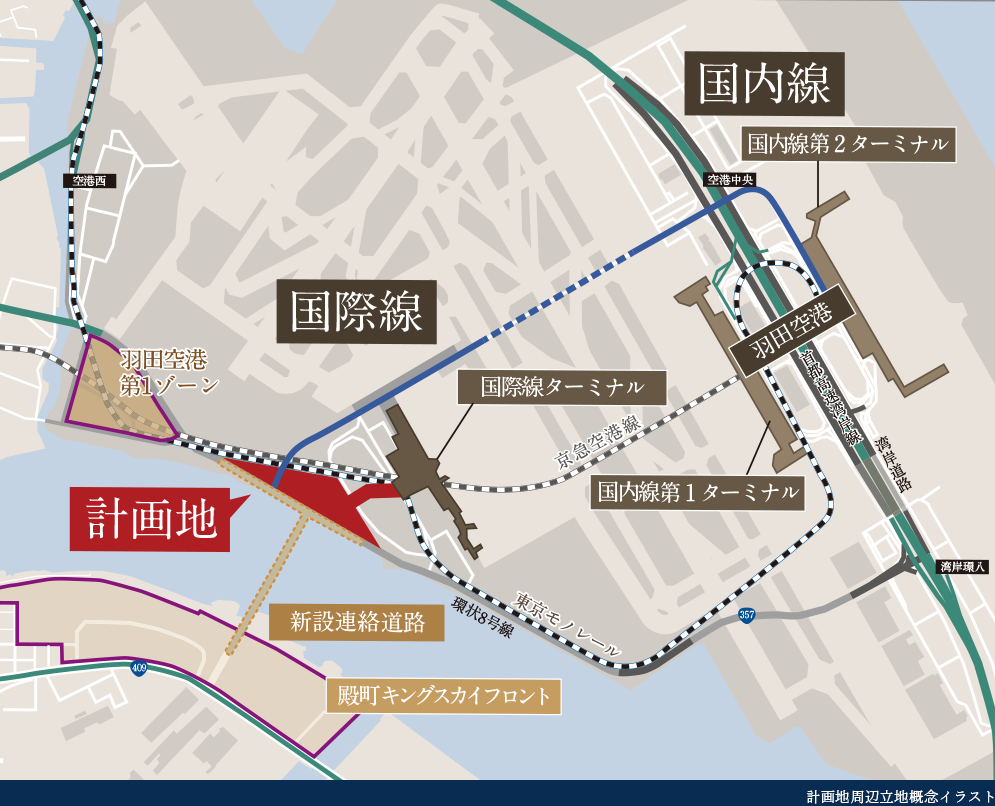 国内線
国内線第2ターミナル
空港西
空港中央
国際線
羽田空港
羽田空港
第1ゾーン
国際線ターミナル
首都高速湾岸線
京急空港線
湾岸道路
国内線第1ターミナル
計画地
湾岸環八
東京モノレール
環状8号線
357
新設連絡道路
409
殿町キングスカイフロント
計画地周辺立地概念イラスト